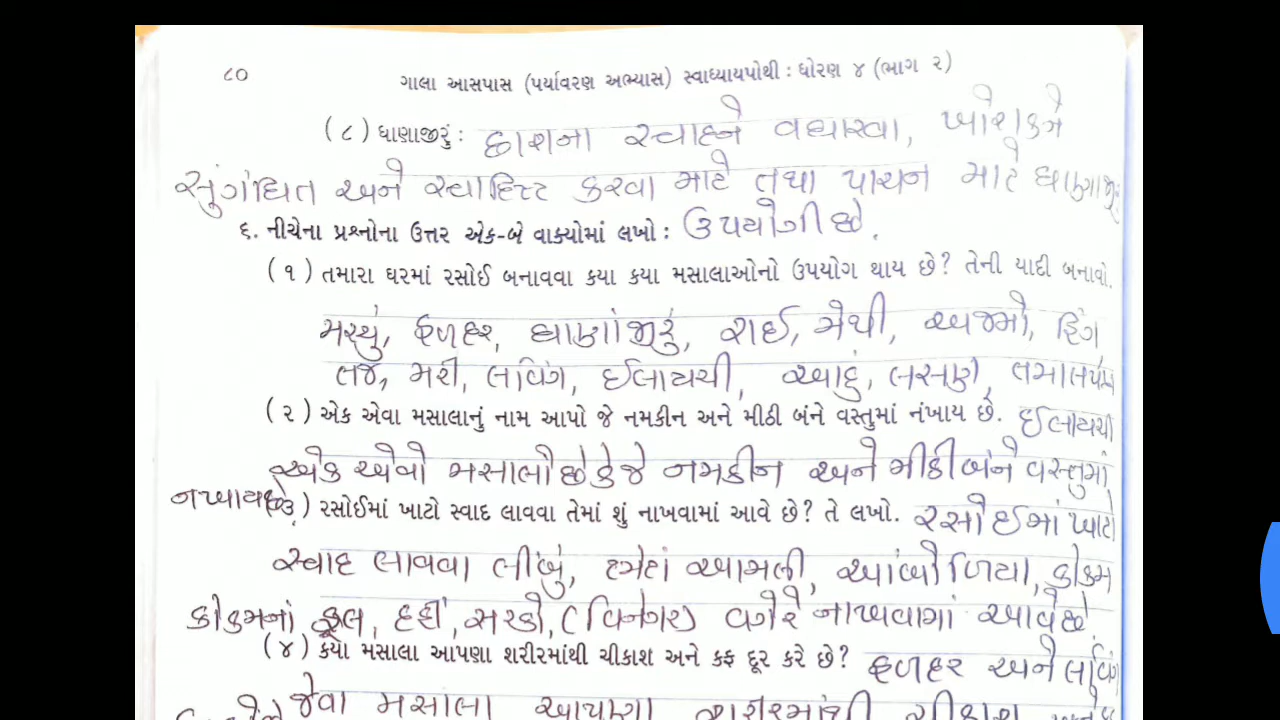 ૮૦
ગાલા આસપાસ (પર્યાવરણ અભ્યાસ) સ્વાધ્યાયપોથી : ધોરણ ૪ (ભાગ ૨)
(૮) ધાણાજીરું : છાશના સ્વાદને વધારવા, ખોરાકને
સુગંધિત અને સ્વાદિષ્ટ કરવા માટે તથા પાચન માટે ધાણાજીરું
ઉપયોગી છે.
૬. નીચેના પ્રશ્નોના ઉત્તર એક-બે વાક્યોમાં લખો :
(૧) તમારા ઘરમાં રસોઈ બનાવવા કયા કયા મસાલાઓનો ઉપયોગ થાય છે? તેની યાદી બનાવો.
મરચું, હળદર, ધાણાંજીરું, રાઈ, મેથી, અજમો, હિંગ
તજ, મરી, લવિંગ, ઈલાયચી, આદું, લસણ, તમાલપત્ર
(૨) એક એવા મસાલાનું નામ આપો જે નમકીન અને મીઠી બંને વસ્તુમાં નંખાય છે. ઈલાયચી
એક એવો મસાલો છે કે જે નમકીન અને મીઠી બંને વસ્તુમાં
નખાય છે.
(૩) રસોઈમાં ખાટો સ્વાદ લાવવા તેમાં શું નાખવામાં આવે છે? તે લખો. રસોઈમાં ખાટો
સ્વાદ લાવવા લીંબું, ટમેટાં આમલી, આંબોળિયા, કોકમ
કોકમનાં ફૂલ, દહીં, સરકો, (વિનેગર) વગેરે નાખવામાં આવે છે.
(૪) કયો મસાલા આપણા શરીરમાંથી ચીકાશ અને કફ દૂર કરે છે? હળદર અને લવિંગ
જેવા મસાલા આપણા શરીરમાંથી ચીકાશ